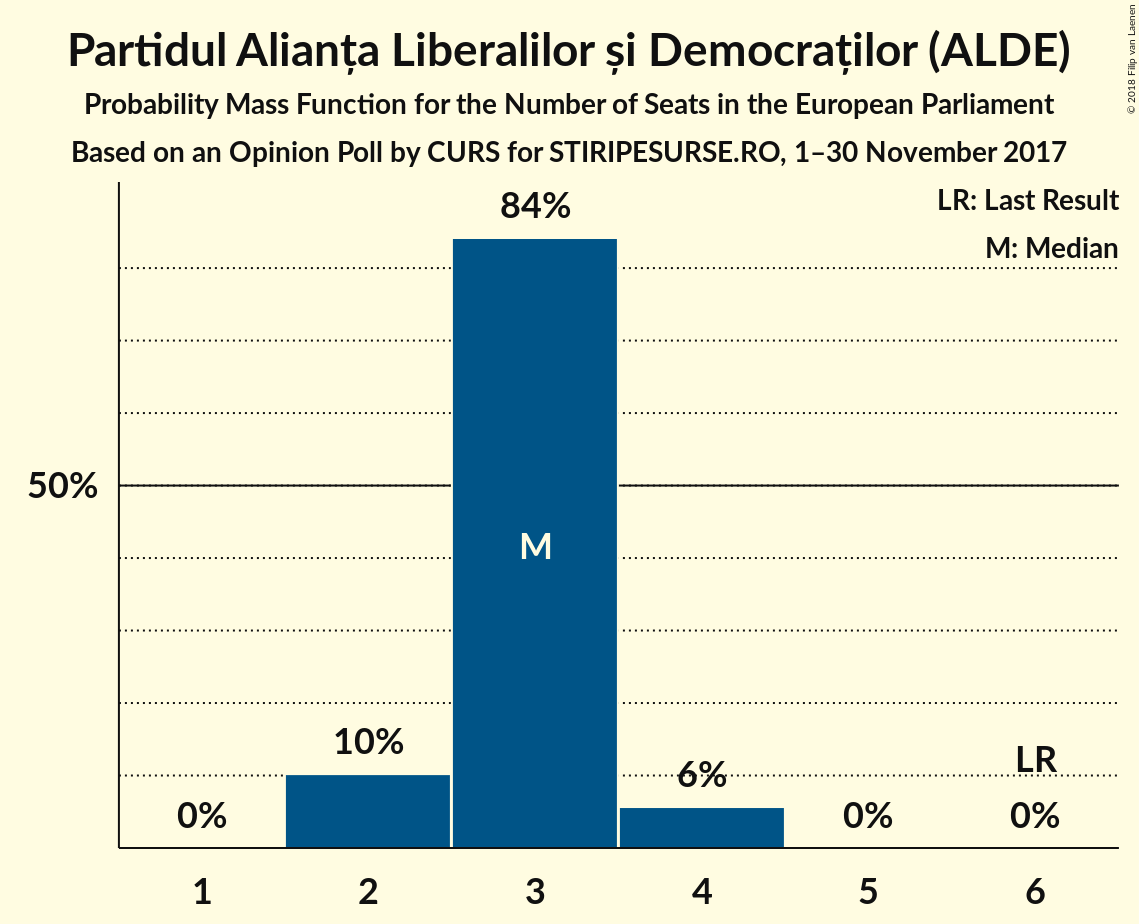 Partidul Alianța Liberalilor și Democraților (ALDE)
Probability Mass Function for the Number of Seats in the European Parliament
Based on an Opinion Poll by CURS for STIRIPESURSE.RO, 1–30 November 2017
© 2018 Filip van Laenen
LR: Last Result
M: Median
84%
50%
M
10%
6%
LR
0%
0%
0%
1 2 3 4 5 6